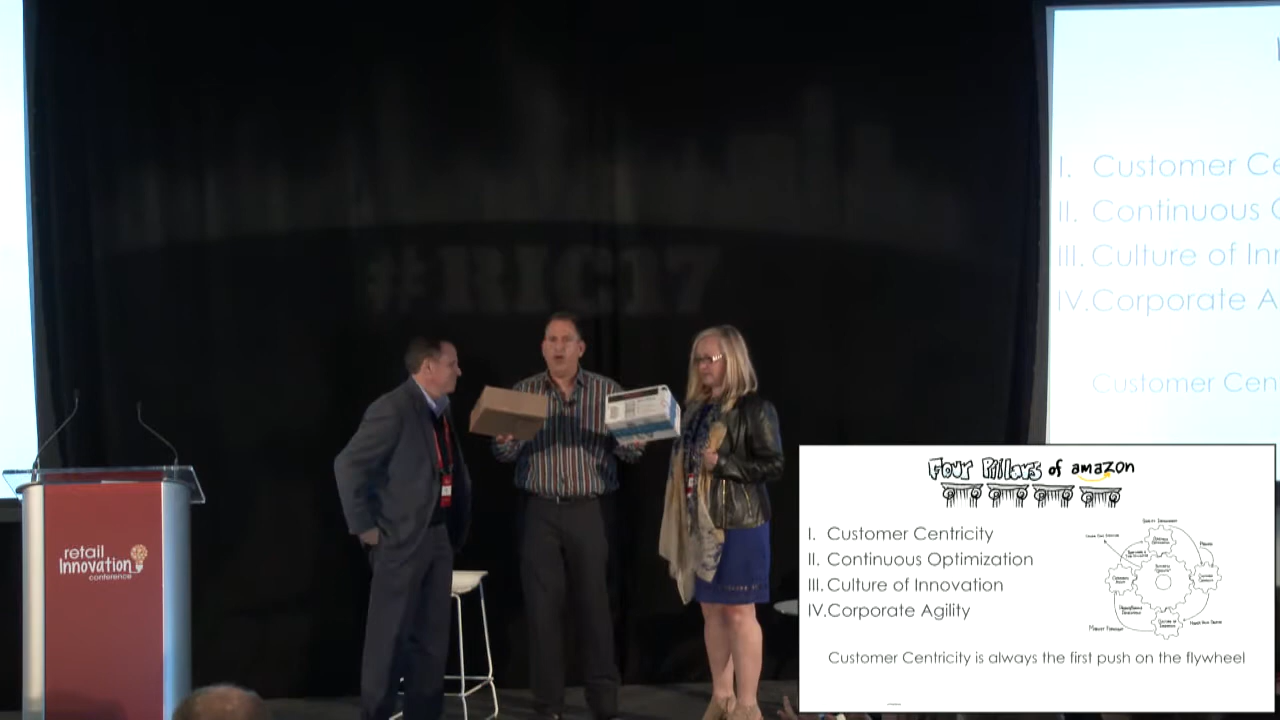 #RIC17
I. Customer Ce
II. Continuous
III. Culture of Inn
IV.Corporate A
Customer Cen
retail
Innovation
conference
Four Pillars of amazon
I. Customer Centricity
II. Continuous Optimization
III. Culture of Innovation
IV.Corporate Agility
Customer Centricity is always the first push on the flywheel